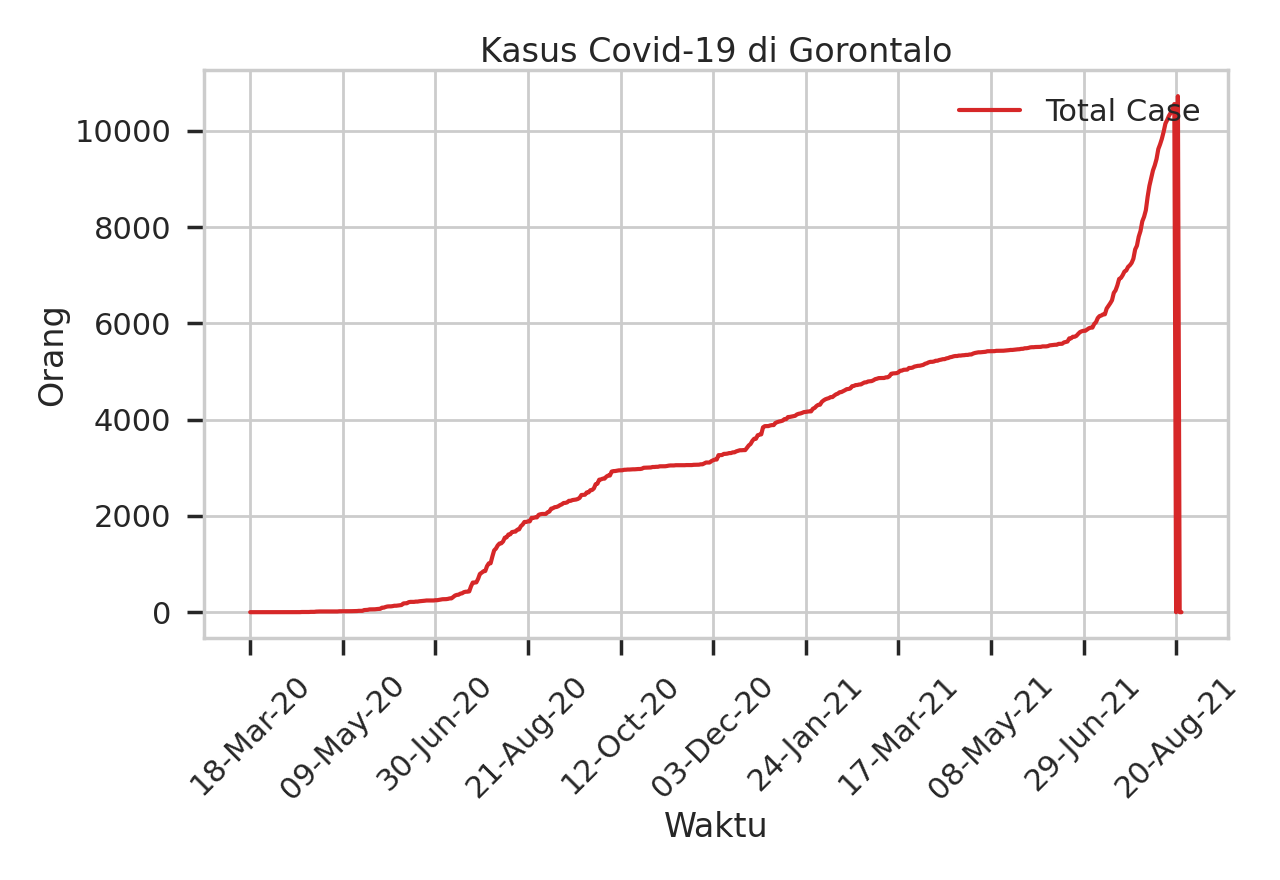 Kasus Covid-19 di Gorontalo
Total Case
Orang
10000
8000
6000
4000
2000
0
18-Mar-20
09-May-20
30-Jun-20
21-Aug-20
12-Oct-20
03-Dec-20
24-Jan-21
17-Mar-21
08-May-21
29-Jun-21
20-Aug-21
Waktu